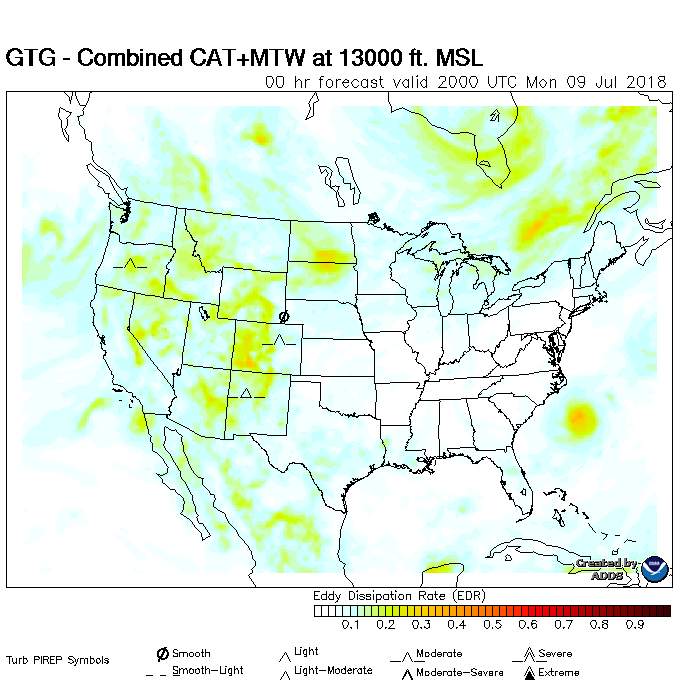 GTG - Combined CAT+MTW at 13000 ft. MSL
00 hr forecast valid 2000 UTC Mon 09 Jul 2018
Created by
ADDS
Eddy Dissipation Rate (EDR)
0.1 0.2 0.3 0.4 0.5 0.6 0.7 0.8 0.9
Turb PIREP Symbols
Smooth Light Moderate Severe
Smooth-Light Light-Moderate Moderate-Severe Extreme